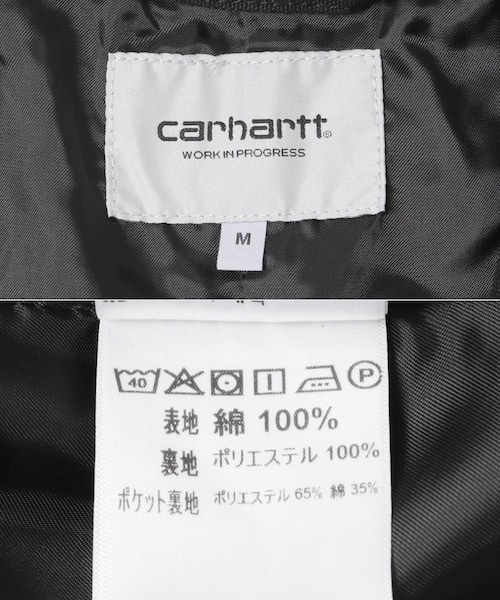 carhartt®
WORK IN PROGRESS
M
40 P
表地 綿 100%
裏地 ポリエステル 100%
ポケット裏地 ポリエステル 65% 綿 35%